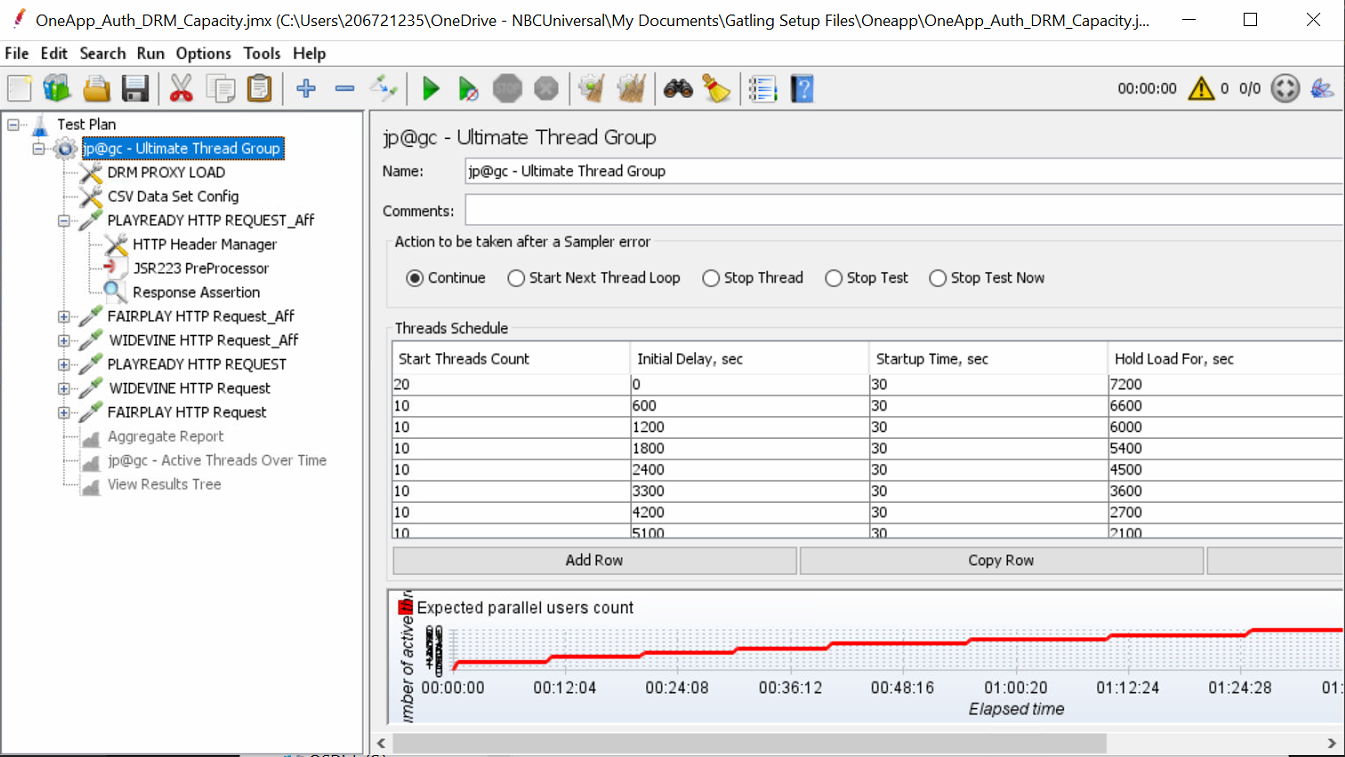 OneApp_Auth_DRM_Capacity.jmx (C:\Users\206721235\OneDrive - NBCUniversal\My Documents\Gatling Setup Files\Oneapp\OneApp_Auth_DRM_Capacity.j...
File Edit Search Run Options Tools Help
STOP 00:00:00 0 0/0
Test Plan
jp@gc - Ultimate Thread Group
DRM PROXY LOAD
CSV Data Set Config
PLAYREADY HTTP REQUEST_Aff
HTTP Header Manager
JSR223 PreProcessor
Response Assertion
FAIRPLAY HTTP Request_Aff
WIDEVINE HTTP Request_Aff
PLAYREADY HTTP REQUEST
WIDEVINE HTTP Request
FAIRPLAY HTTP Request
Aggregate Report
jp@gc - Active Threads Over Time
View Results Tree
jp@gc - Ultimate Thread Group
Name: jp@gc - Ultimate Thread Group
Comments:
Action to be taken after a Sampler error
Continue Start Next Thread Loop Stop Thread Stop Test Stop Test Now
Threads Schedule
Start Threads Count Initial Delay, sec Startup Time, sec Hold Load For, sec
20 0 30 7200
10 600 30 6600
10 1200 30 6000
10 1800 30 5400
10 2400 30 4500
10 3300 30 3600
10 4200 30 2700
10 5100 30 2100
Add Row Copy Row
Expected parallel users count
umber of active thr
00:00:00 00:12:04 00:24:08 00:36:12 00:48:16 01:00:20 01:12:24 01:24:28 01:
Elapsed time